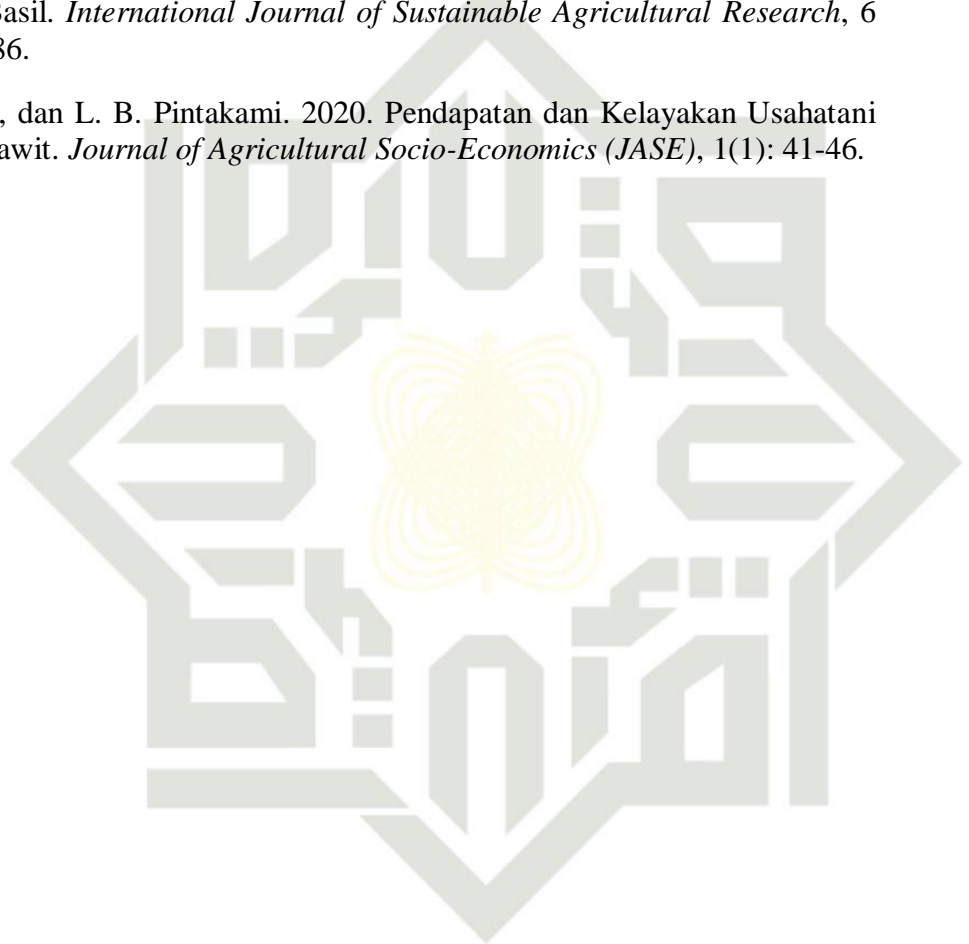 Basil. International Journal of Sustainable Agricultural Research, 6
86.
, dan L. B. Pintakami. 2020. Pendapatan dan Kelayakan Usahatani
awit. Journal of Agricultural Socio-Economics (JASE), 1(1): 41-46.